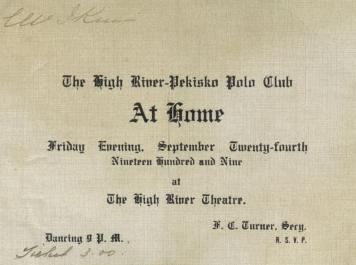 The High River-Pekisko Polo Club
At Home
Friday Evening, September Twenty-fourth
Nineteen Hundred and Nine
at
The High River Theatre.
F. C. Turner, Secy.
Dancing 9 P. M.,
R. S. V. P.
Ticket 3.00.